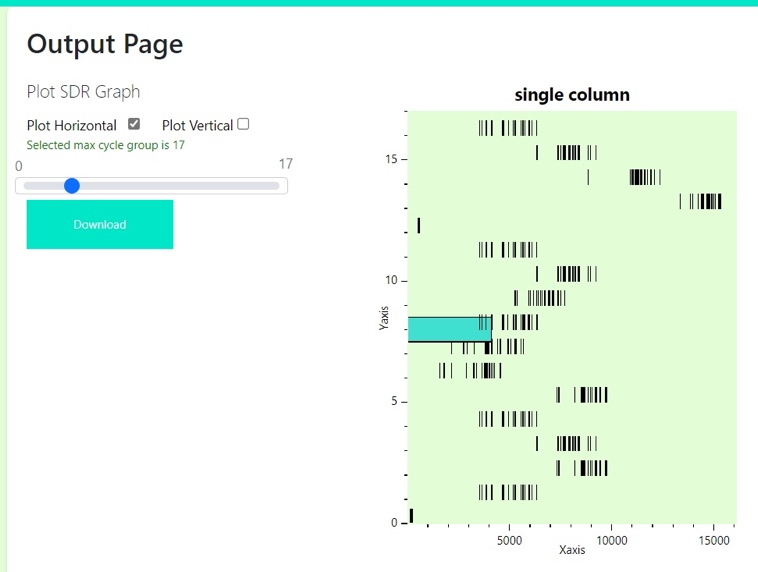 Output Page
Plot SDR Graph
Plot Horizontal Plot Vertical
Selected max cycle group is 17
0 17
Download
single column
Yaxis
15
10
5
0
5000 10000 15000
Xaxis